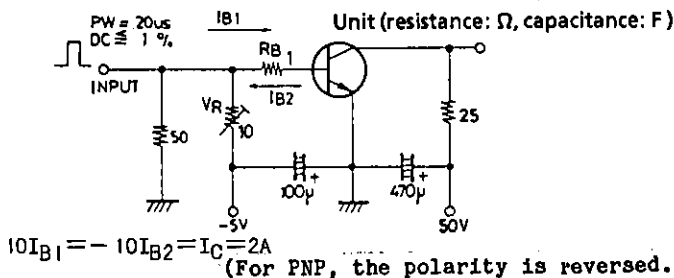 PW = 20us
DC ≦ 1 %
IB1
Unit (resistance: Ω, capacitance: F)
RB
1
INPUT
IB2
VR
10
50
25
100μ
+
470μ
+
-5V
50V
10IB1=-10IB2=IC=2A
(For PNP, the polarity is reversed.